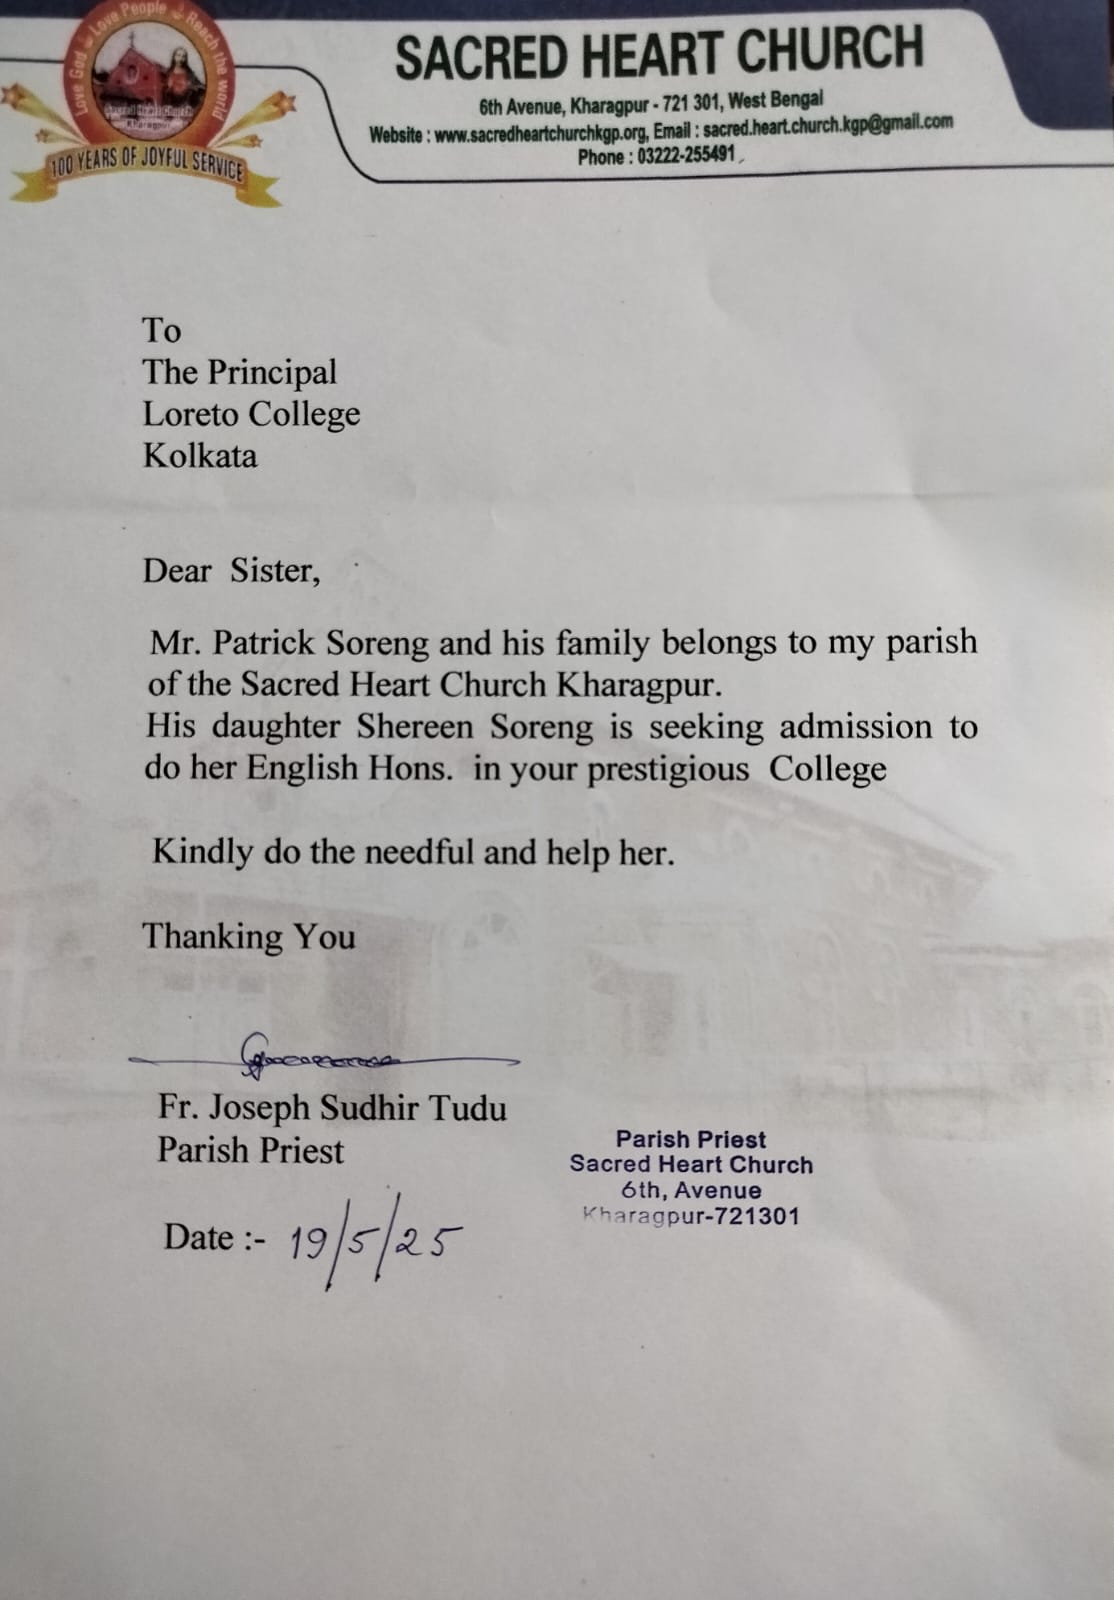 Love God Love People Reach the world
Sacred Heart Church
Kharagpur
100 YEARS OF JOYFUL SERVICE
SACRED HEART CHURCH
6th Avenue, Kharagpur - 721 301, West Bengal
Website : www.sacredheartchurchkgp.org, Email : sacred.heart.church.kgp@gmail.com
Phone : 03222-255491
To
The Principal
Loreto College
Kolkata
Dear Sister,
Mr. Patrick Soreng and his family belongs to my parish
of the Sacred Heart Church Kharagpur.
His daughter Shereen Soreng is seeking admission to
do her English Hons. in your prestigious College
Kindly do the needful and help her.
Thanking You
Fr. Joseph Sudhir Tudu
Parish Priest
Date :- 19/5/25
Parish Priest
Sacred Heart Church
6th, Avenue
Kharagpur-721301